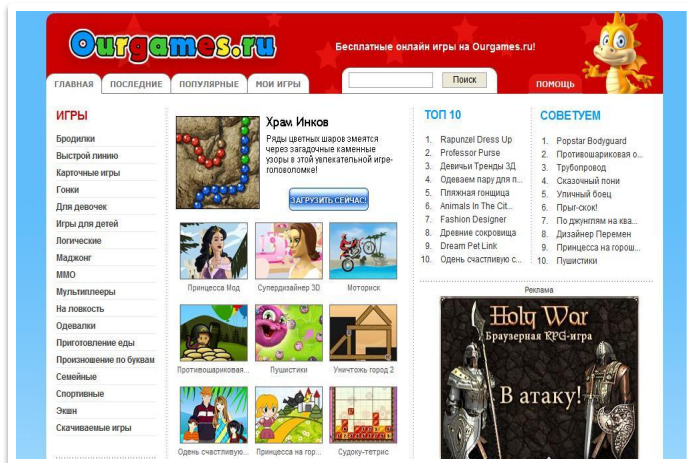 Ourgames.ru
Бесплатные онлайн игры на Ourgames.ru!
ГЛАВНАЯ
ПОСЛЕДНИЕ
ПОПУЛЯРНЫЕ
МОИ ИГРЫ
Поиск
ПОМОЩЬ
ИГРЫ
Бродилки
Выстрой линию
Карточные игры
Гонки
Для девочек
Игры для детей
Логические
Маджонг
ММО
Мультиплееры
На ловкость
Одевалки
Приготовление еды
Произношение по буквам
Семейные
Спортивные
Экшн
Скачиваемые игры
Храм Инков
Ряды цветных шаров змеятся
через загадочные каменные
узоры в этой увлекательной игре-
головоломке!
ЗАГРУЗИТЬ СЕЙЧАС!
Принцесса Мод
Супердизайнер 3D
Моториск
Противошариковая...
Пушистики
Уничтожь город 2
Одень счастливую...
Принцесса на гор...
Судоку-тетрис
ТОП 10
1. Rapunzel Dress Up
2. Professor Purse
3. Девичьи Тренды 3Д
4. Одеваем пару для п...
5. Пляжная гонщица
6. Animals In The Cit...
7. Fashion Designer
8. Древние сокровища
9. Dream Pet Link
10. Одень счастливую с...
СОВЕТУЕМ
1. Popstar Bodyguard
2. Противошариковая о...
3. Трубопровод
4. Сказочный пони
5. Уличный боец
6. Прыг-скок!
7. По джунглям на ква...
8. Дизайнер Перемен
9. Принцесса на горош...
10. Пушистики
Реклама
Holy War
Браузерная RPG-игра
В атаку!